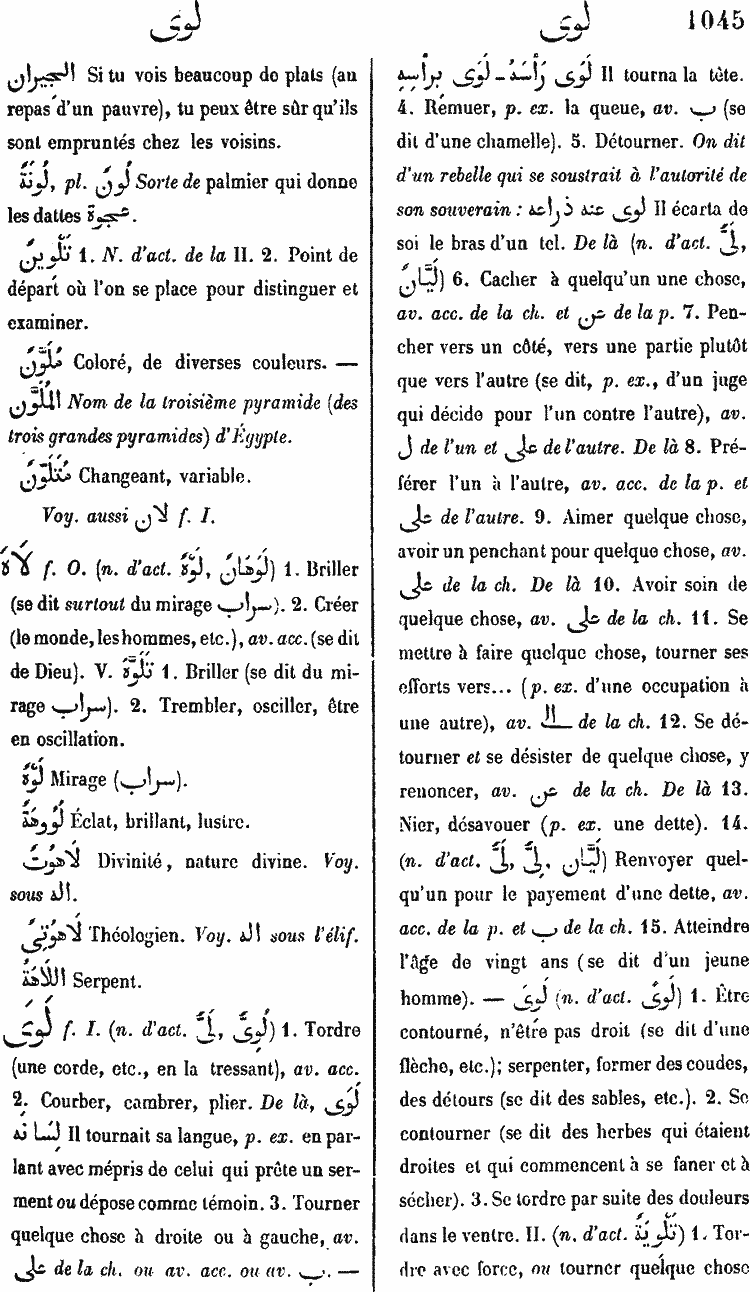 لوى
لوى 1045
الجيران Si tu vois beaucoup de plats (au
repas d'un pauvre), tu peux être sûr qu'ils
sont empruntés chez les voisins.
لُونَةٌ, pl. لُونٌ Sorte de palmier qui donne
les dattes عجوة.
تَلْوِينٌ 1. N. d'act. de la II. 2. Point de
départ où l'on se place pour distinguer et
examiner.
مُلَوَّنٌ Coloré, de diverses couleurs. —
المُلَوَّن Nom de la troisième pyramide (des
trois grandes pyramides) d'Égypte.
مُتَلَوِّنٌ Changeant, variable.
Voy. aussi لان f. I.
لَاهَ f. O. (n. d'act. لَوْهٌ, لَوَهَانٌ) 1. Briller
(se dit surtout du mirage سراب). 2. Créer
(le monde, les hommes, etc.), av. acc. (se dit
de Dieu). V. تَلَوَّهَ 1. Briller (se dit du mi-
rage سراب). 2. Trembler, osciller, être
en oscillation.
لَوْهٌ Mirage (سراب).
لُوُوهَةٌ Éclat, brillant, lustre.
لَاهُوتٌ Divinité, nature divine. Voy.
sous اله.
لَاهُوتِىٌّ Théologien. Voy. اله sous l'élif.
اللَّاهَةُ Serpent.
لَوَى f. I. (n. d'act. لَىٌّ, لُوِىٌّ) 1. Tordre
(une corde, etc., en la tressant), av. acc.
2. Courber, cambrer, plier. De là, لَوَى
لِسَانه Il tournait sa langue, p. ex. en par-
lant avec mépris de celui qui prête un ser-
ment ou dépose comme témoin. 3. Tourner
quelque chose à droite ou à gauche, av.
على de la ch. ou av. acc. ou av. ب. —
لَوَى رَأْسَهُ - لَوَى بِرَأْسِهِ Il tourna la tête.
4. Remuer, p. ex. la queue, av. ب (se
dit d'une chamelle). 5. Détourner. On dit
d'un rebelle qui se soustrait à l'autorité de
son souverain : لوى عنه ذراعه Il écarta de
soi le bras d'un tel. De là (n. d'act. لَىٌّ,
لَيَّانٌ) 6. Cacher à quelqu'un une chose,
av. acc. de la ch. et عن de la p. 7. Pen-
cher vers un côté, vers une partie plutôt
que vers l'autre (se dit, p. ex., d'un juge
qui décide pour l'un contre l'autre), av.
ل de l'un et على de l'autre. De là 8. Pré-
férer l'un à l'autre, av. acc. de la p. et
على de l'autre. 9. Aimer quelque chose,
avoir un penchant pour quelque chose, av.
على de la ch. De là 10. Avoir soin de
quelque chose, av. على de la ch. 11. Se
mettre à faire quelque chose, tourner ses
efforts vers... (p. ex. d'une occupation à
une autre), av. الى de la ch. 12. Se dé-
tourner et se désister de quelque chose, y
renoncer, av. عن de la ch. De là 13.
Nier, désavouer (p. ex. une dette). 14.
(n. d'act. لَىٌّ, لِىٌّ, لَيَّان) Renvoyer quel-
qu'un pour le payement d'une dette, av.
acc. de la p. et ب de la ch. 15. Atteindre
l'âge de vingt ans (se dit d'un jeune
homme). — لَوِىَ (n. d'act. لَوًى) 1. Être
contourné, n'être pas droit (se dit d'une
flèche, etc.); serpenter, former des coudes,
des détours (se dit des sables, etc.). 2. Se
contourner (se dit des herbes qui étaient
droites et qui commencent à se faner et à
sécher). 3. Se tordre par suite des douleurs
dans le ventre. II. (n. d'act. تَلْوِيَةٌ) 1. Tor-
dre avec force, ou tourner quelque chose